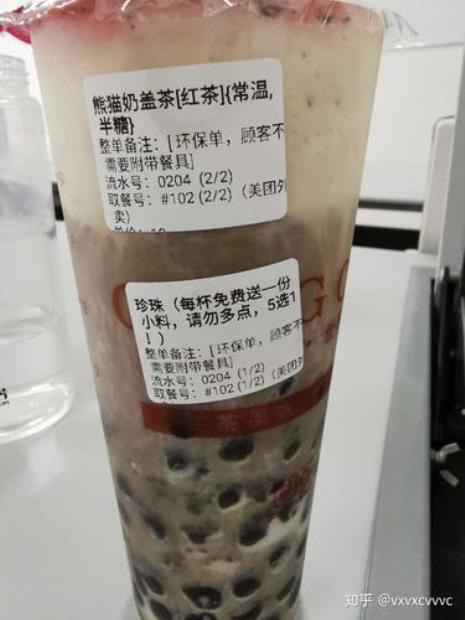 熊猫奶盖茶[红茶]{常温,
半糖}
整单备注:[环保单,顾客不
需要附带餐具]
流水号:0204 (2/2)
取餐号:#102 (2/2) (美团外
卖)
珍珠(每杯免费送一份
小料,请勿多点,5选1
!)
整单备注:[环保单,顾客不
需要附带餐具]
流水号:0204 (1/2)
取餐号:#102 (1/2) (美团
知乎 @vxvxcvvvc